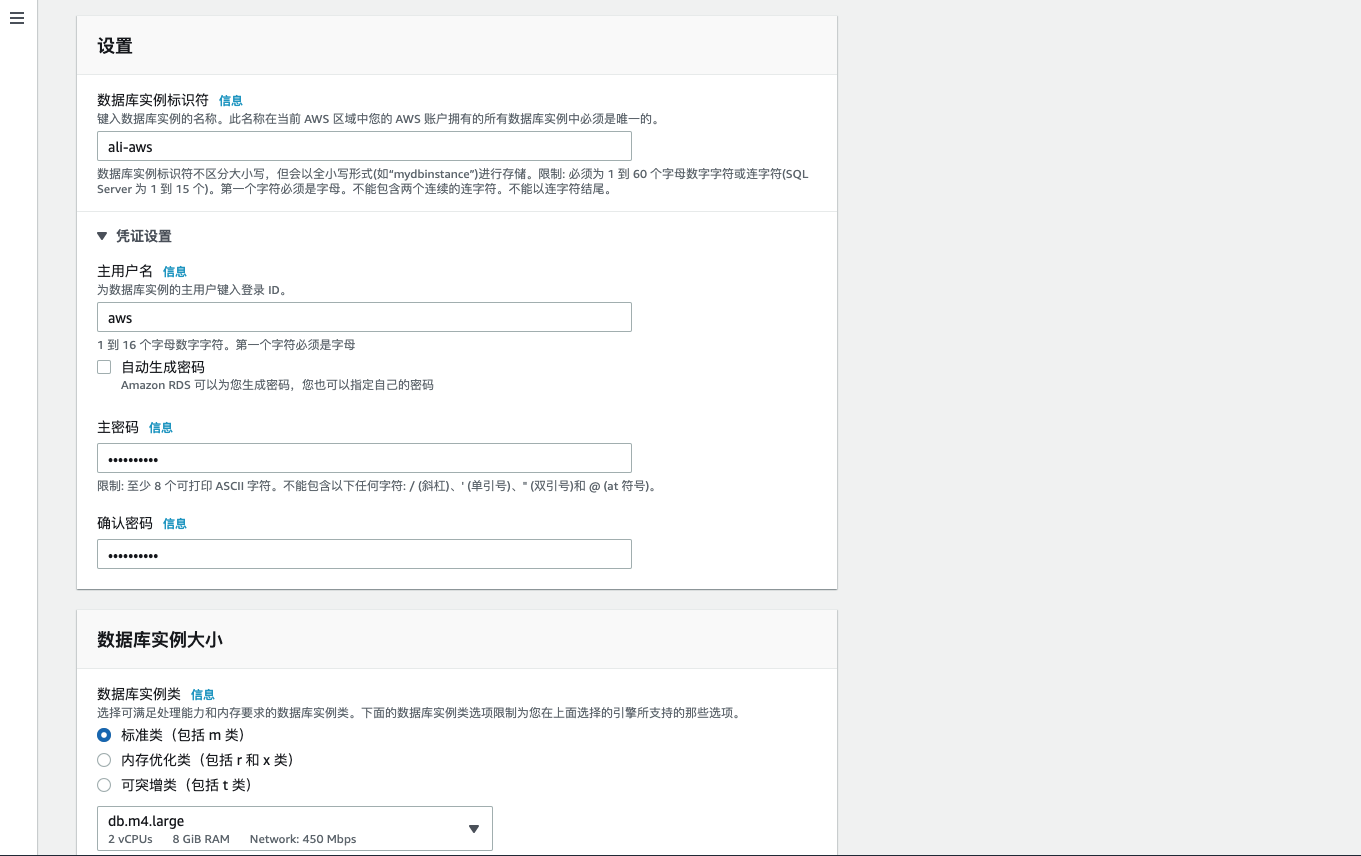 设置
数据库实例标识符 信息
键入数据库实例的名称。此名称在当前 AWS 区域中您的 AWS 账户拥有的所有数据库实例中必须是唯一的。
ali-aws
数据库实例标识符不区分大小写，但会以全小写形式(如“mydbinstance”)进行存储。限制: 必须为 1 到 60 个字母数字字符或连字符(SQL
Server 为 1 到 15 个)。第一个字符必须是字母。不能包含两个连续的连字符。不能以连字符结尾。
凭证设置
主用户名 信息
为数据库实例的主用户键入登录 ID。
aws
1 到 16 个字母数字字符。第一个字符必须是字母
自动生成密码
Amazon RDS 可以为您生成密码，您也可以指定自己的密码
主密码 信息
••••••••••
限制: 至少 8 个可打印 ASCII 字符。不能包含以下任何字符: / (斜杠)、' (单引号)、" (双引号)和 @ (at 符号)。
确认密码 信息
••••••••••
数据库实例大小
数据库实例类 信息
选择可满足处理能力和内存要求的数据库实例类。下面的数据库实例类选项限制为您在上面选择的引擎所支持的那些选项。
标准类（包括 m 类）
内存优化类（包括 r 和 x 类）
可突增类（包括 t 类）
db.m4.large
2 vCPUs 8 GiB RAM Network: 450 Mbps